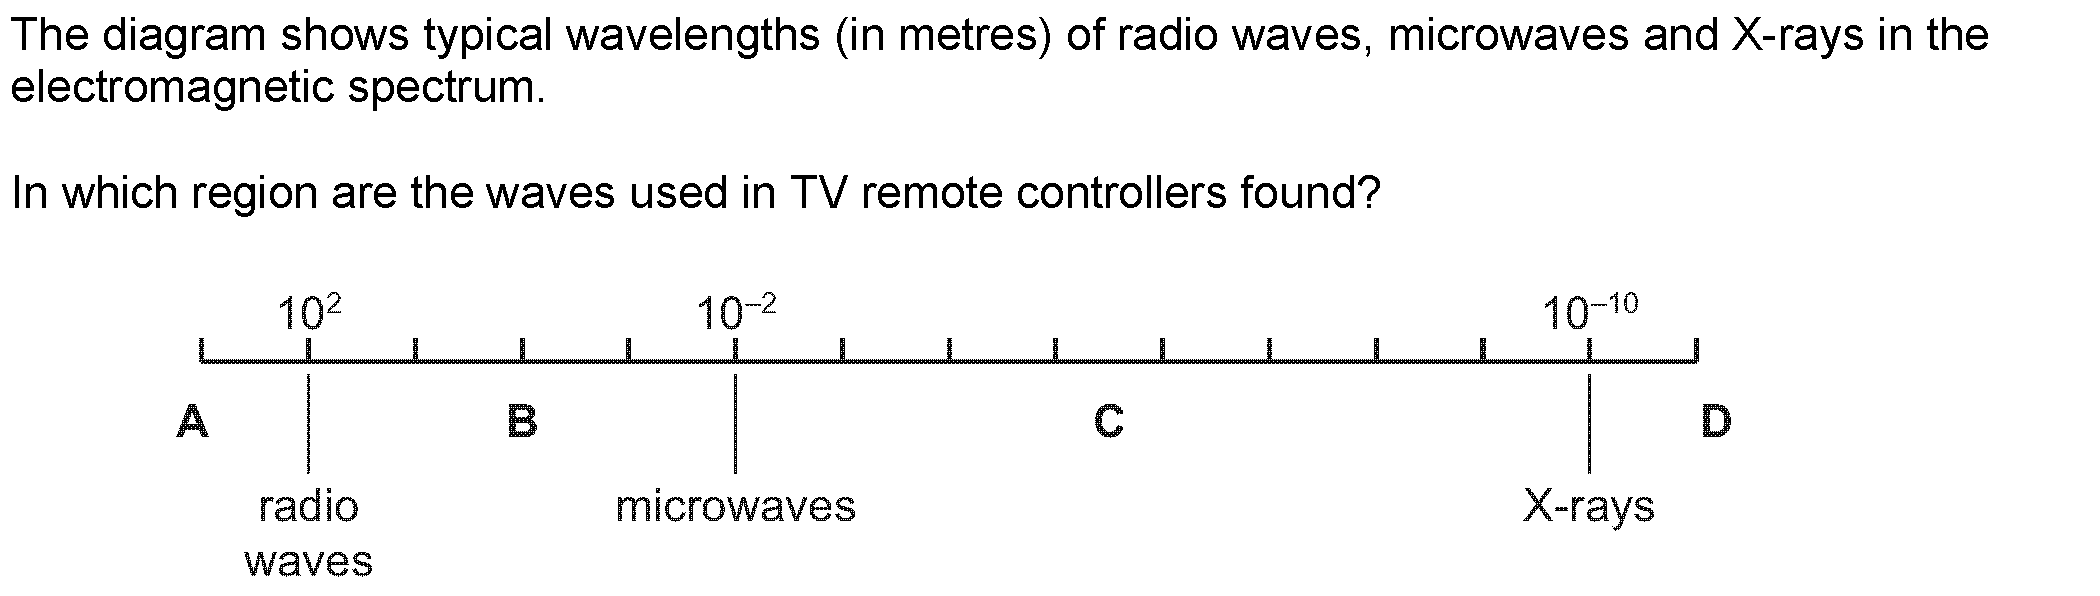 The diagram shows typical wavelengths (in metres) of radio waves, microwaves and X-rays in the
electromagnetic spectrum.
In which region are the waves used in TV remote controllers found?
10² 10⁻² 10⁻¹⁰
A B C D
radio waves microwaves X-rays